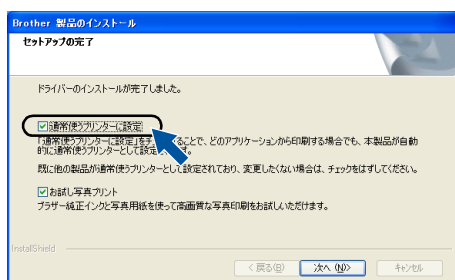 Brother 製品のインストール
セットアップの完了
ドライバーのインストールが完了しました。
通常使うプリンターに設定
「通常使うプリンターに設定」をチ くることで、どのアプリケーションから印刷する場合でも、本製品が自動
的に通常使うプリンターとして設定
既に他の製品が通常使うプリンターとして設定されており、変更したくない場合は、チェックをはずしてください。
お試し写真プリント
ブラザー純正インクと写真用紙を使って高画質な写真印刷をお試しいただけます。
InstallShield
< 戻る(B) 次へ(N)> キャンセル